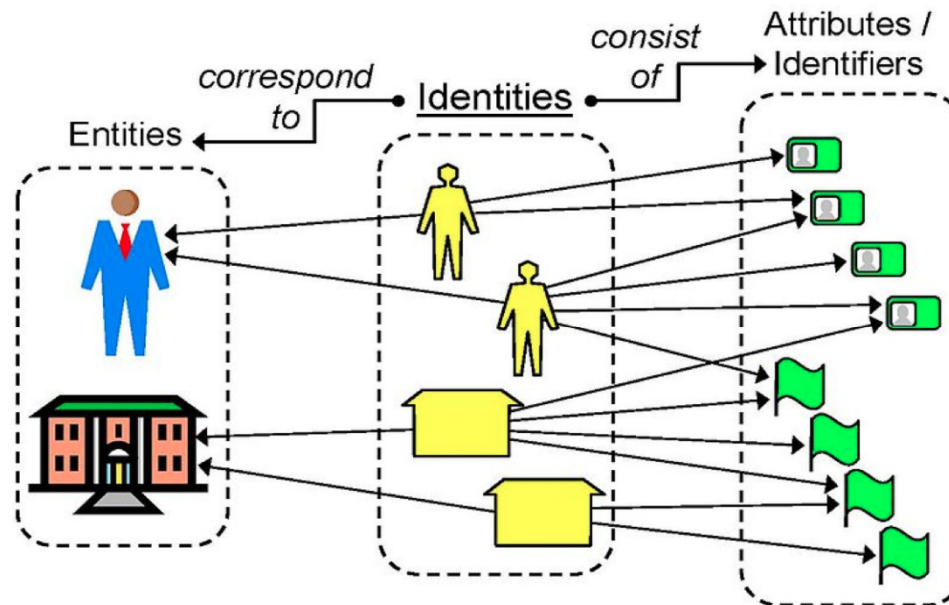 Entities
correspond
to
Identities
consist
of
Attributes /
Identifiers